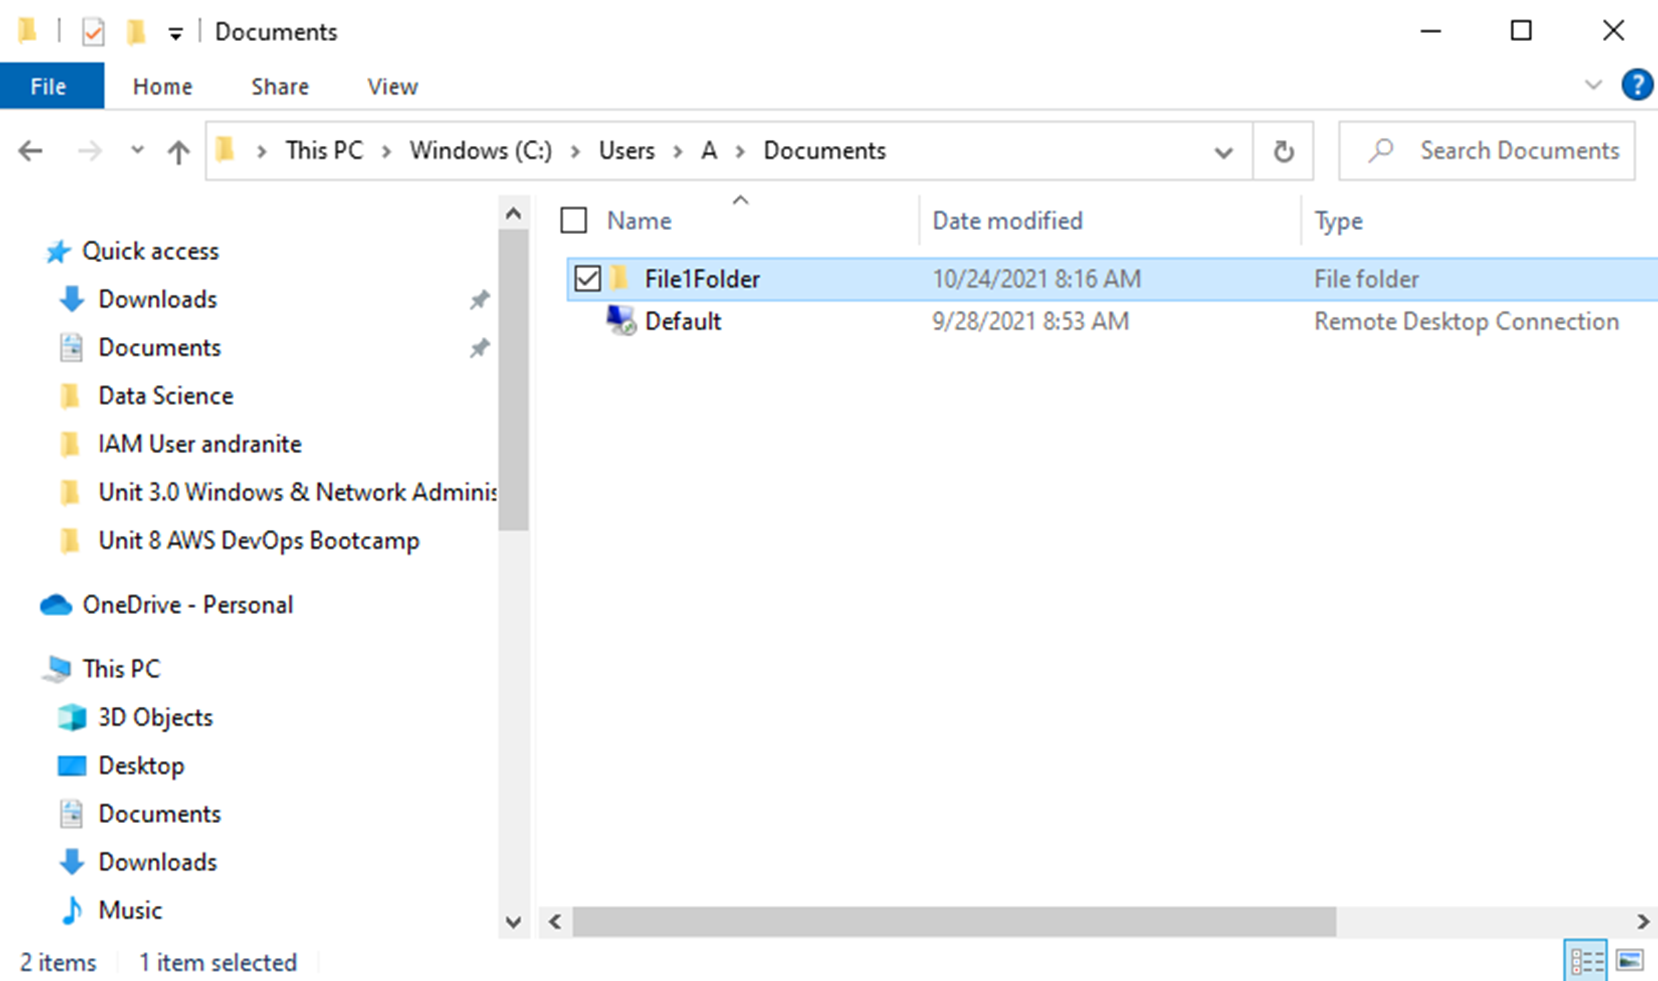 Documents
File Home Share View
?
This PC Windows (C:) Users A Documents Search Documents
Name Date modified Type
File1Folder 10/24/2021 8:16 AM File folder
Default 9/28/2021 8:53 AM Remote Desktop Connection
Quick access
Downloads
Documents
Data Science
IAM User andranite
Unit 3.0 Windows & Network Adminis
Unit 8 AWS DevOps Bootcamp
OneDrive - Personal
This PC
3D Objects
Desktop
Documents
Downloads
Music
2 items 1 item selected